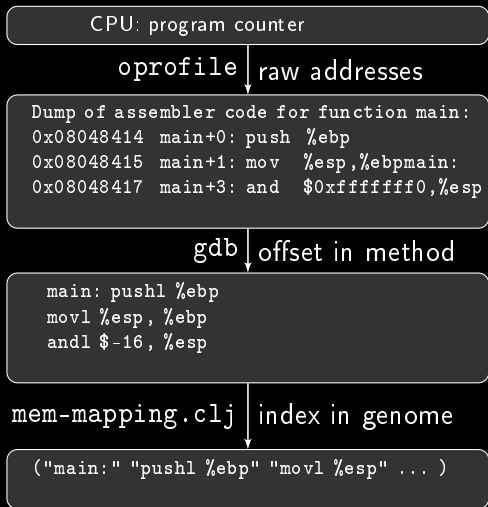 CPU: program counter
oprofile raw addresses
Dump of assembler code for function main:
0x08048414 main+0: push %ebp
0x08048415 main+1: mov %esp,%ebpmain:
0x08048417 main+3: and $0xfffffff0,%esp
gdb offset in method
main: pushl %ebp
movl %esp, %ebp
andl $-16, %esp
mem-mapping.clj index in genome
("main:" "pushl %ebp" "movl %esp" ... )